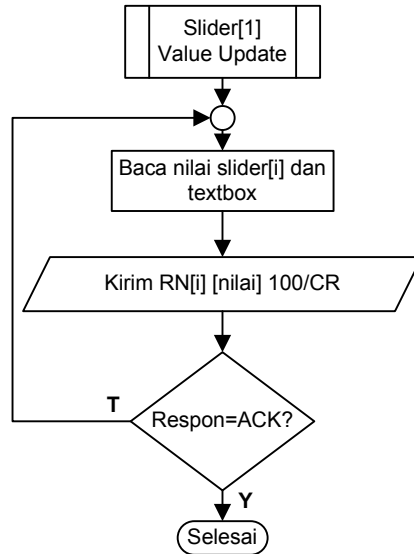 Slider[1]
Value Update
Baca nilai slider[i] dan
textbox
Kirim RN[i] [nilai] 100/CR
T
Respon=ACK?
Y
Selesai